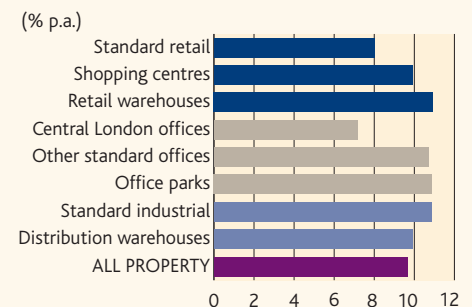 (% p.a.)
Standard retail
Shopping centres
Retail warehouses
Central London offices
Other standard offices
Office parks
Standard industrial
Distribution warehouses
ALL PROPERTY
0 2 4 6 8 10 12